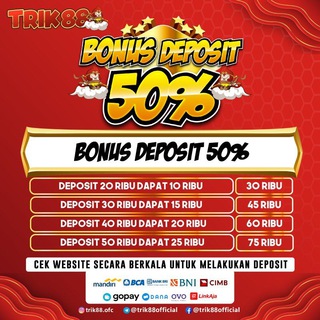 TRIK88
BONUS DEPOSIT
50%
BONUS DEPOSIT 50%
DEPOSIT 20 RIBU DAPAT 10 RIBU 30 RIBU
DEPOSIT 30 RIBU DAPAT 15 RIBU 45 RIBU
DEPOSIT 40 RIBU DAPAT 20 RIBU 60 RIBU
DEPOSIT 50 RIBU DAPAT 25 RIBU 75 RIBU
CEK WEBSITE SECARA BERKALA UNTUK MELAKUKAN DEPOSIT
mandiri BCA BANK BRI BNI CIMB
gopay DANA OVO LinkAja
@trik88.ofc @trik88official @trik88official